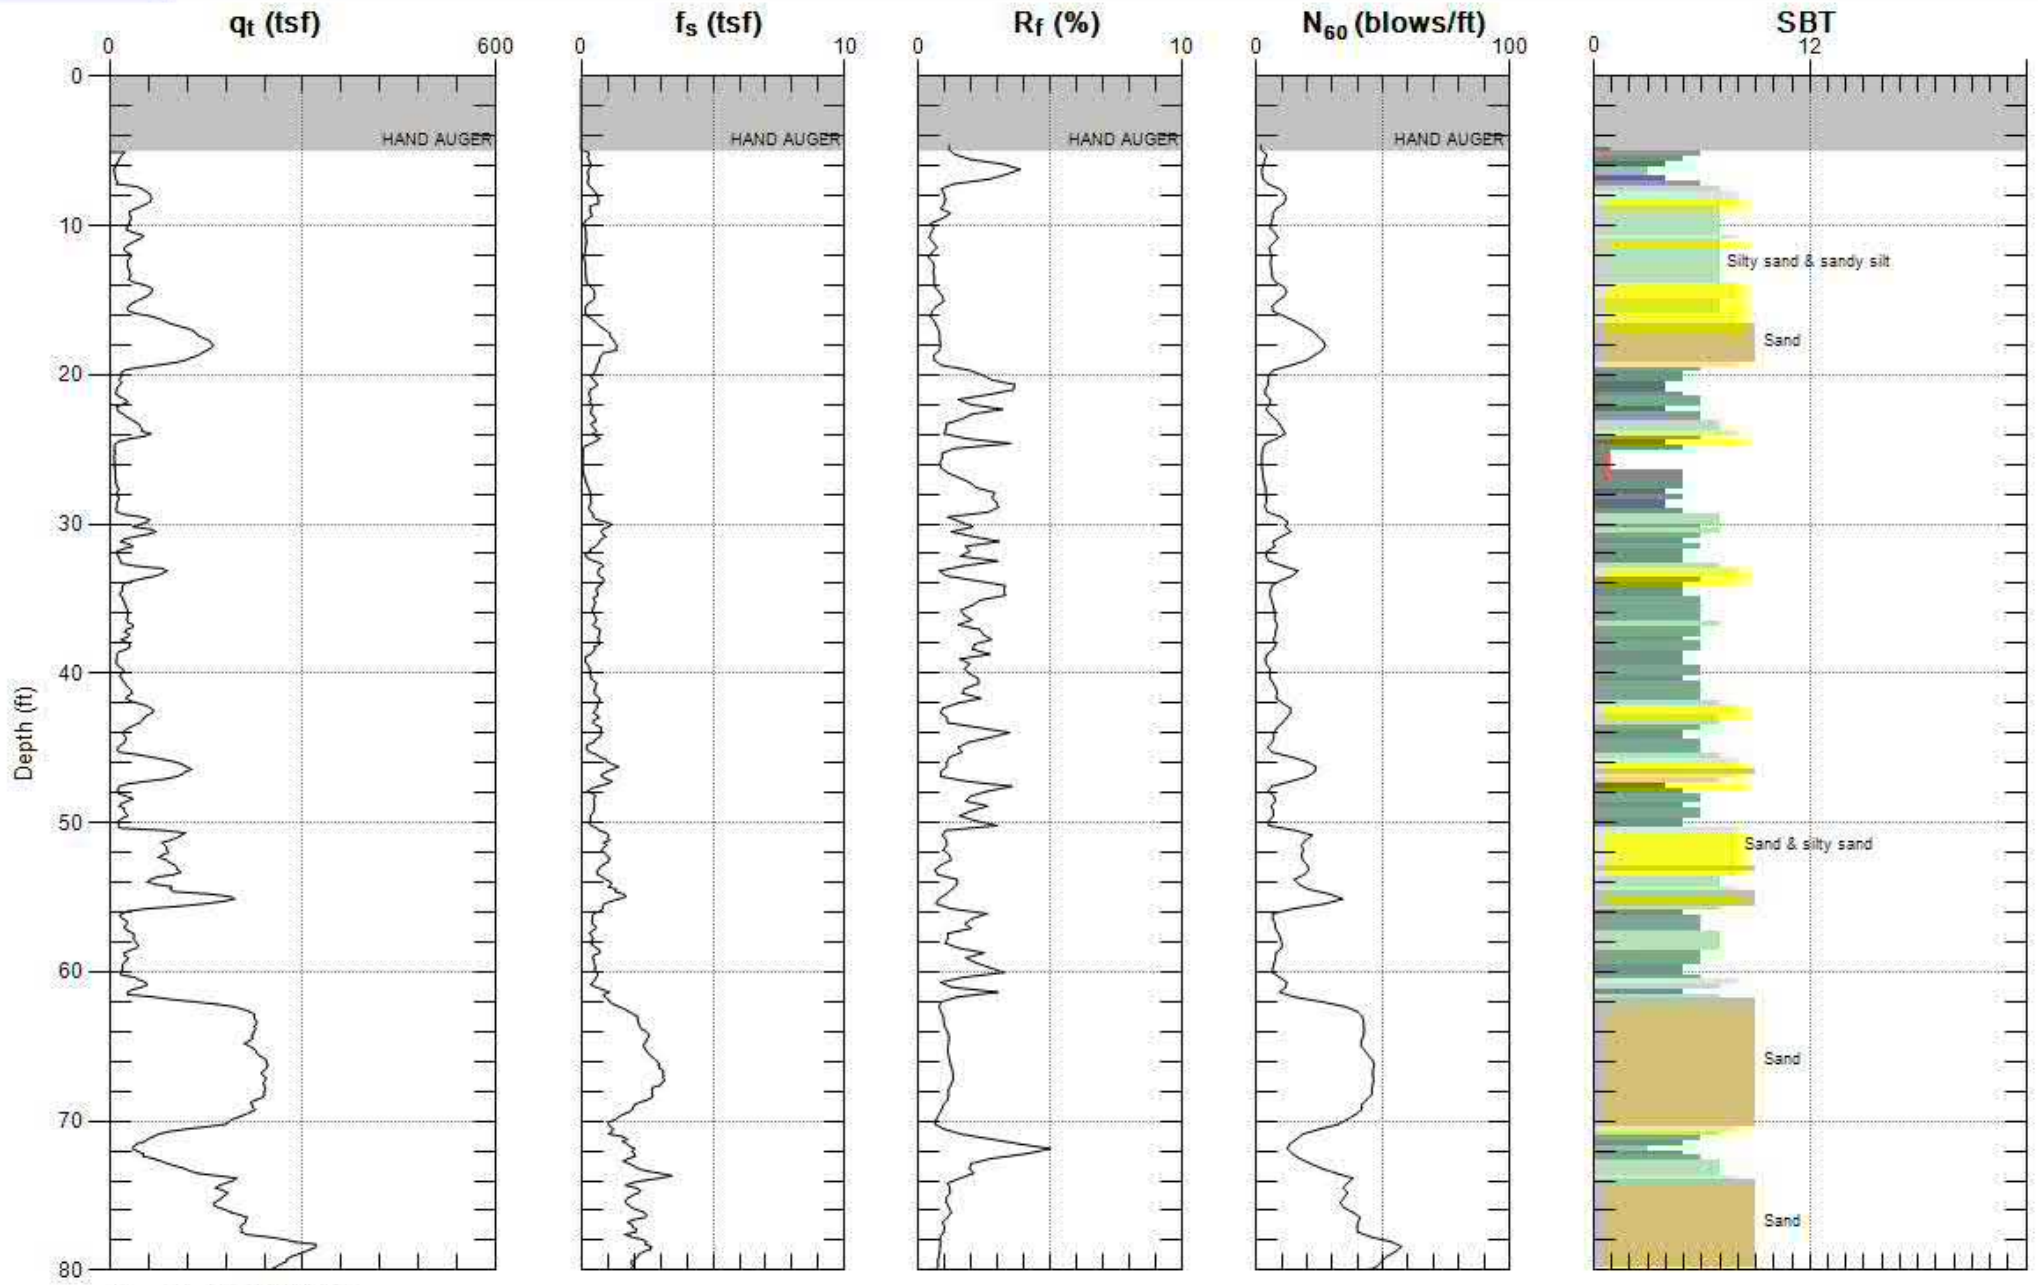 qt (tsf) fs (tsf) Rf (%) N60 (blows/ft) SBT
0 600 0 10 0 10 0 100 0 12
0
HAND AUGER HAND AUGER HAND AUGER HAND AUGER
10
Silty sand & sandy silt
Sand
20
30
40
Depth (ft)
50
Sand & silty sand
60
Sand
70
Sand
80